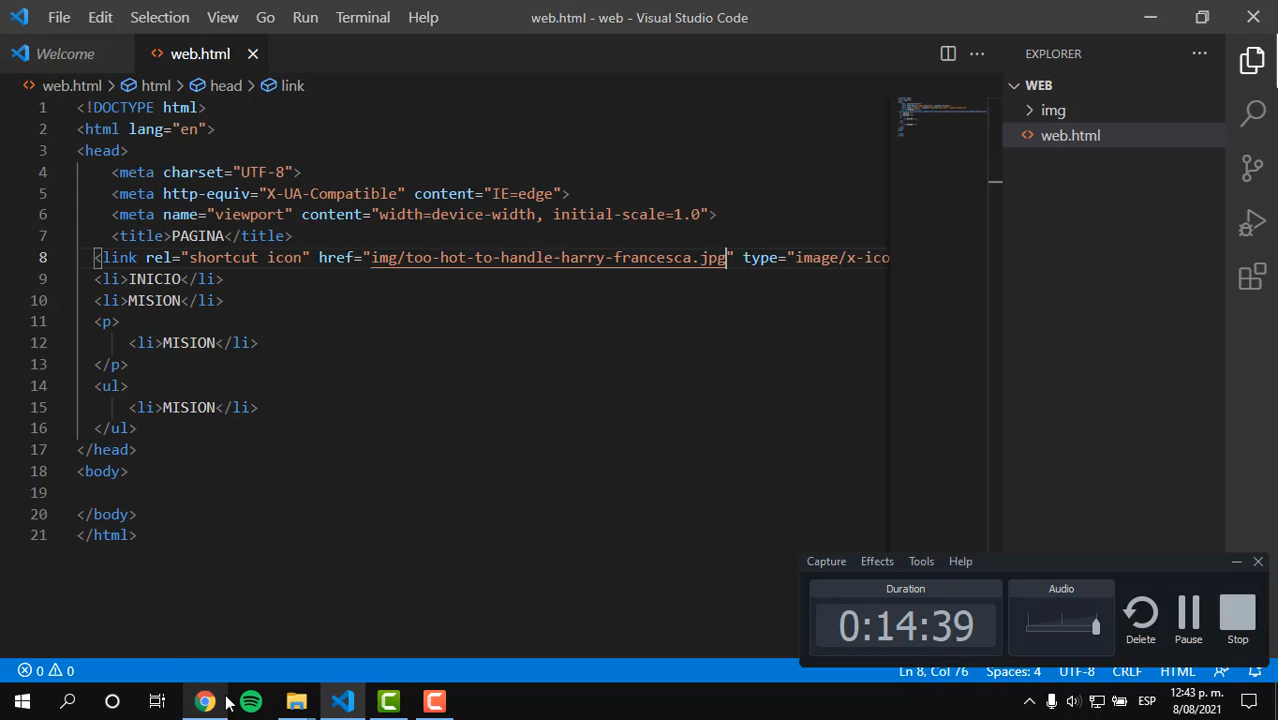 File Edit Selection View Go Run Terminal Help web.html - web - Visual Studio Code
Welcome web.html EXPLORER
web.html > html > head > link
WEB
img
web.html
1 <!DOCTYPE html>
2 <html lang="en">
3 <head>
4 <meta charset="UTF-8">
5 <meta http-equiv="X-UA-Compatible" content="IE=edge">
6 <meta name="viewport" content="width=device-width, initial-scale=1.0">
7 <title>PAGINA</title>
8 <link rel="shortcut icon" href="img/too-hot-to-handle-harry-francesca.jpg" type="image/x-ico
9 <li>INICIO</li>
10 <li>MISION</li>
11 <p>
12 <li>MISION</li>
13 </p>
14 <ul>
15 <li>MISION</li>
16 </ul>
17 </head>
18 <body>
19
20 </body>
21 </html>
Capture Effects Tools Help
Duration Audio
0:14:39
Delete Pause Stop
0 0 Ln 8, Col 76 Spaces: 4 UTF-8 CRLF HTML
ESP 12:43 p. m.
8/08/2021